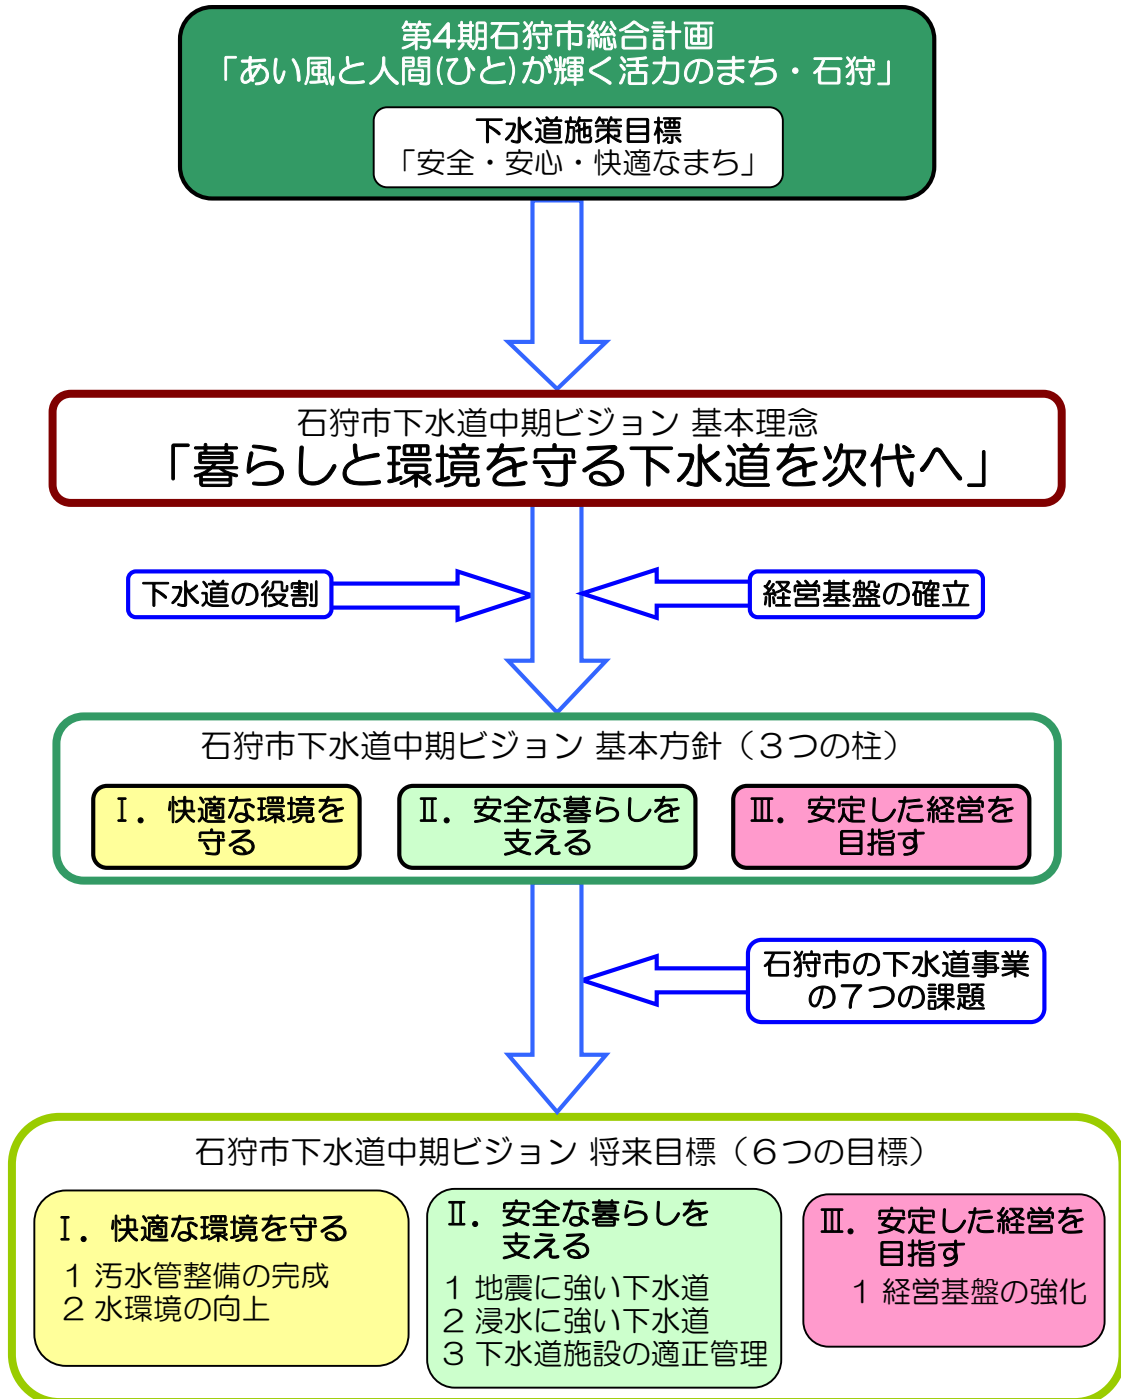 第4期石狩市総合計画
「あい風と人間(ひと)が輝く活力のまち・石狩」
下水道施策目標
「安全・安心・快適なまち」
石狩市下水道中期ビジョン 基本理念
「暮らしと環境を守る下水道を次代へ」
下水道の役割
経営基盤の確立
石狩市下水道中期ビジョン 基本方針（３つの柱）
Ⅰ．快適な環境を
守る
Ⅱ．安全な暮らしを
支える
Ⅲ．安定した経営を
目指す
石狩市の下水道事業
の７つの課題
石狩市下水道中期ビジョン 将来目標（６つの目標）
Ⅰ．快適な環境を守る
１ 汚水管整備の完成
２ 水環境の向上
Ⅱ．安全な暮らしを
支える
１ 地震に強い下水道
２ 浸水に強い下水道
３ 下水道施設の適正管理
Ⅲ．安定した経営を
目指す
１ 経営基盤の強化